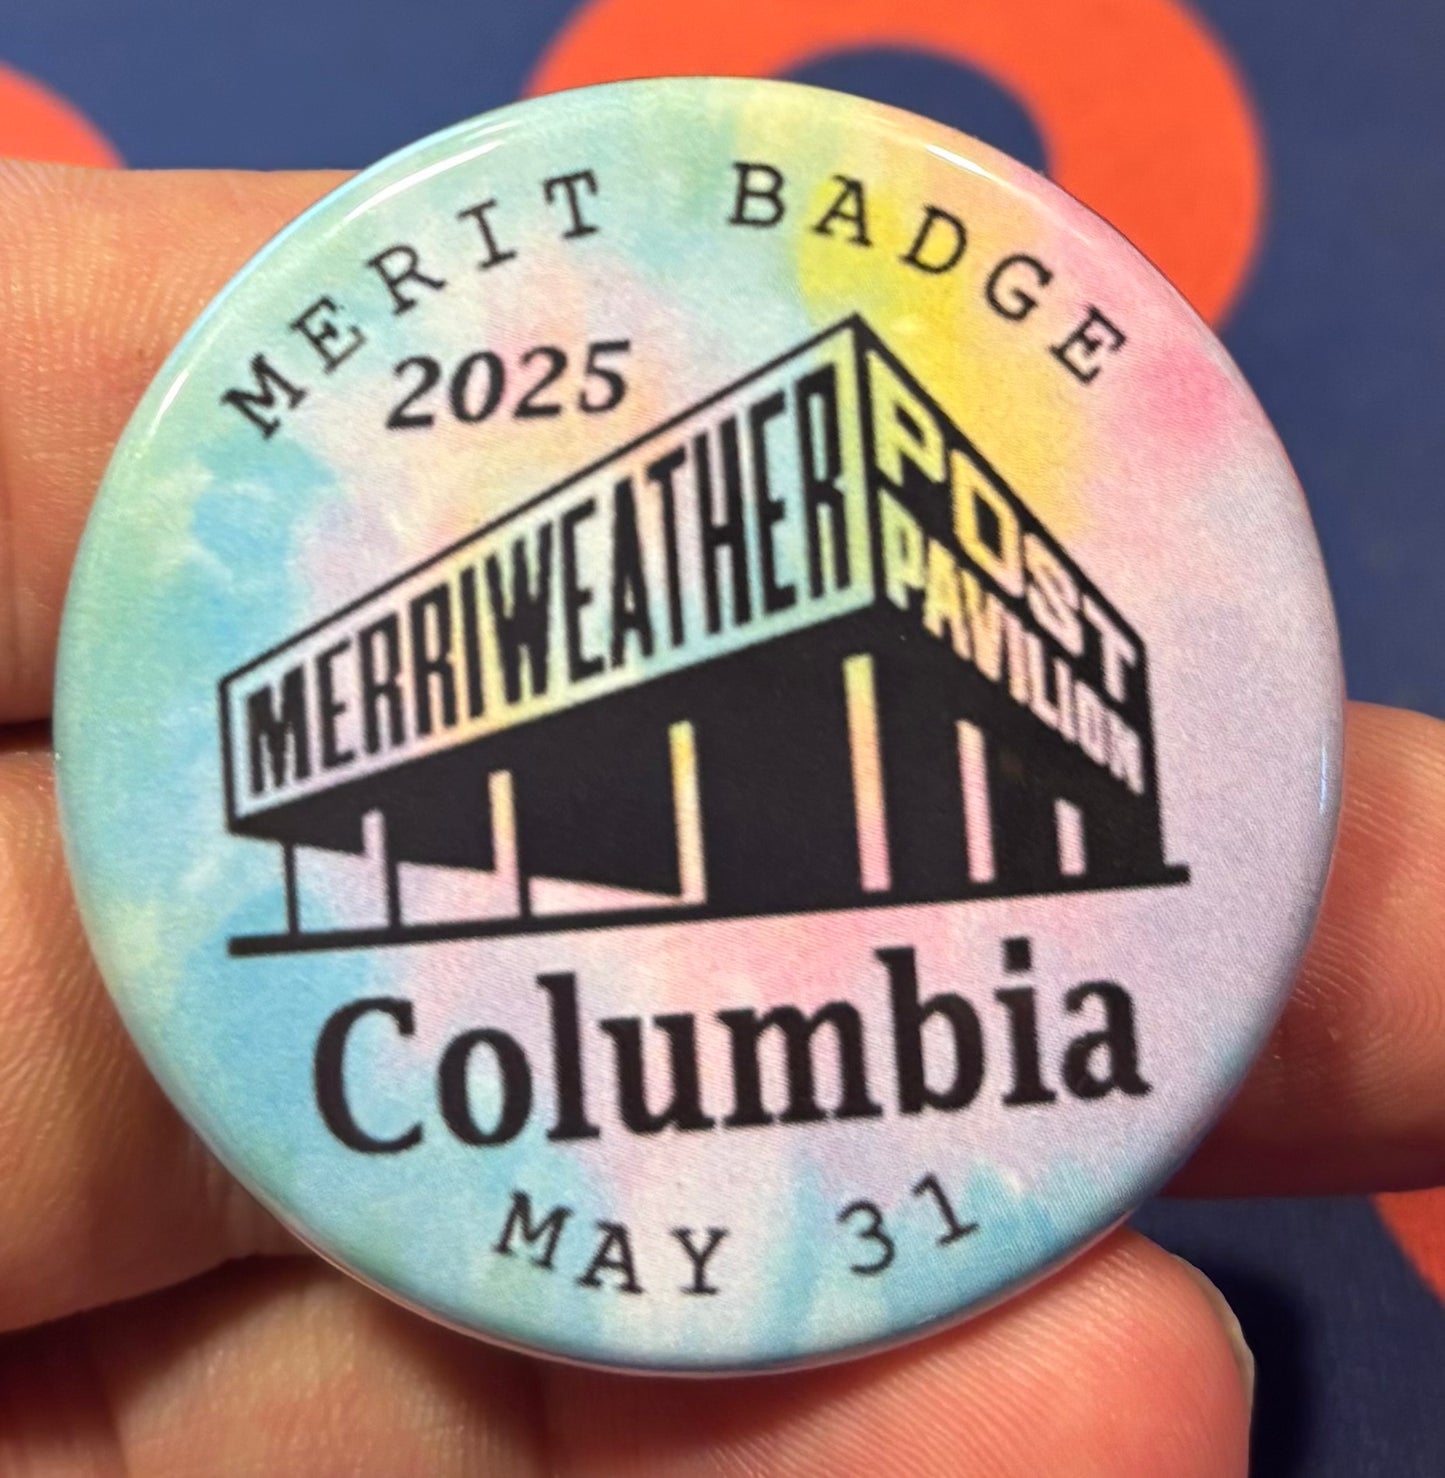 MERIT BADGE
2025
MERRIWEATHER
POST
PAVILION
Columbia
MAY 31